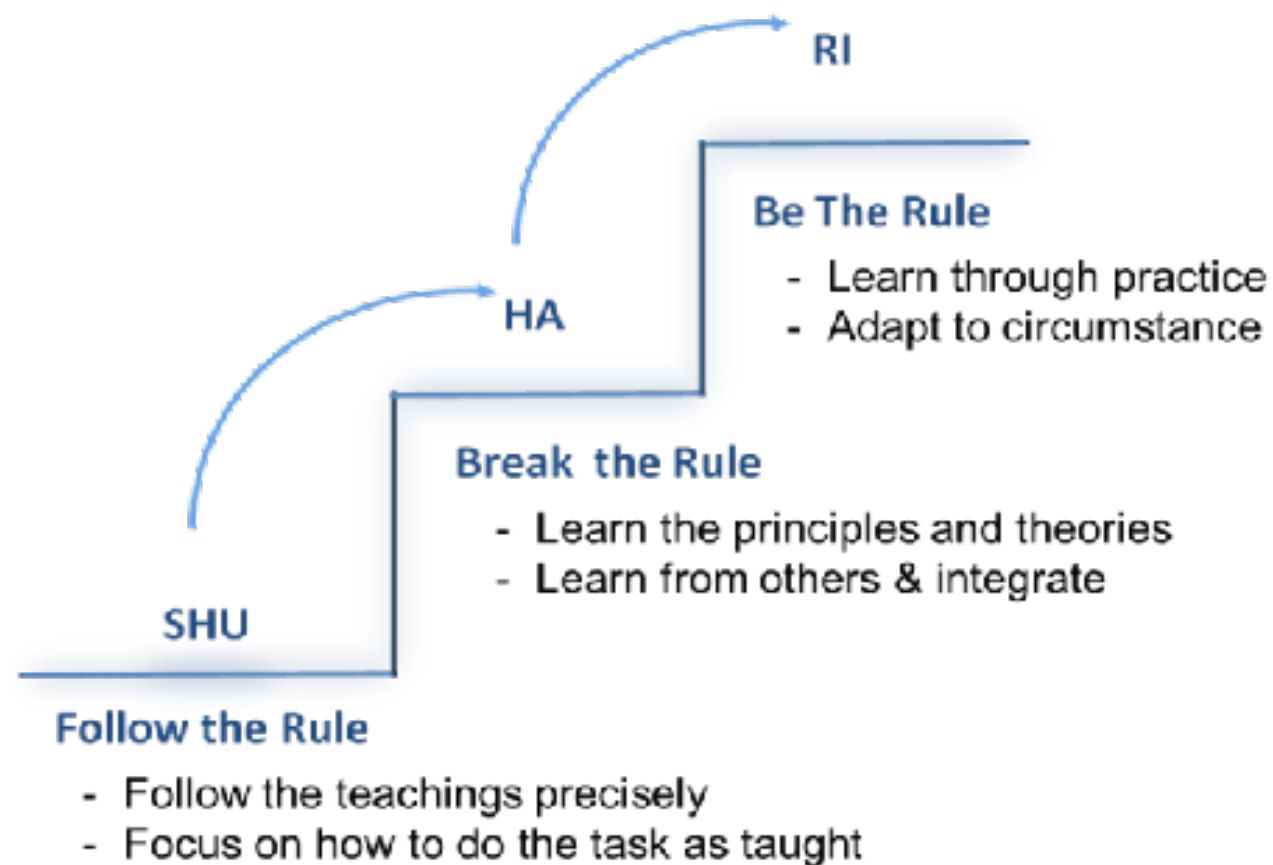 RI
Be The Rule
- Learn through practice
- Adapt to circumstance
HA
Break the Rule
- Learn the principles and theories
- Learn from others & integrate
SHU
Follow the Rule
- Follow the teachings precisely
- Focus on how to do the task as taught